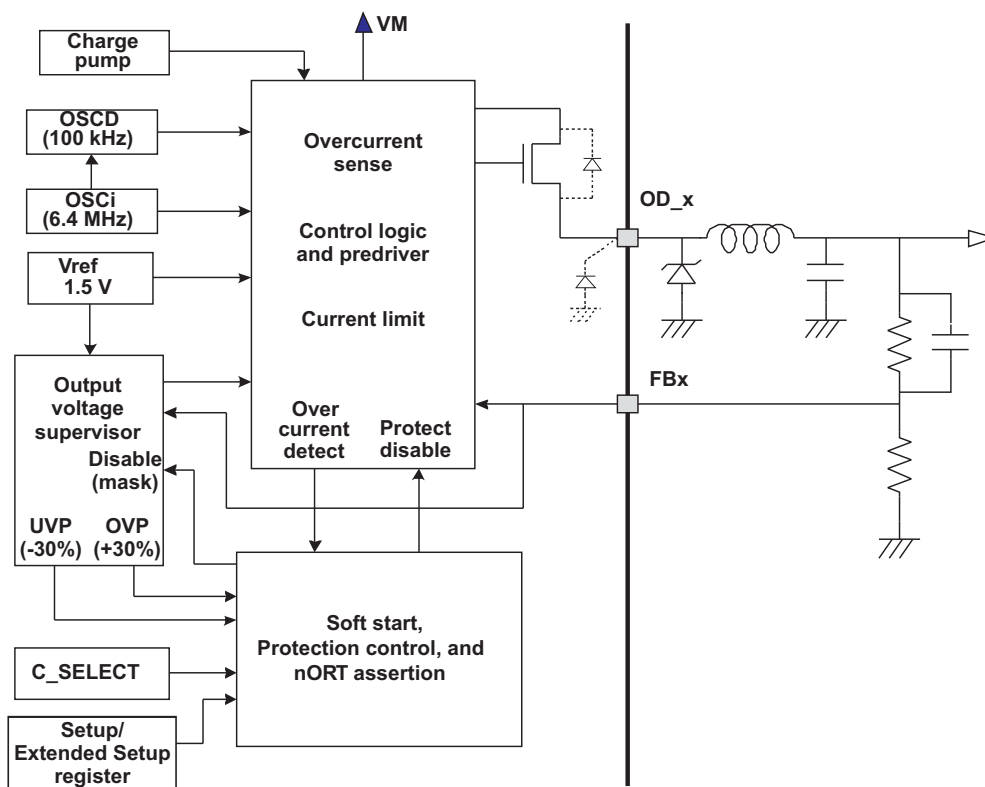 VM
Charge
pump
OSCD
(100 kHz)
OSCi
(6.4 MHz)
Vref
1.5 V
Overcurrent
sense
Control logic
and predriver
Current limit
Over
current
detect
Protect
disable
OD_x
FBx
Output
voltage
supervisor
Disable
(mask)
UVP
(-30%)
OVP
(+30%)
Soft start,
Protection control, and
nORT assertion
C_SELECT
Setup/
Extended Setup
register